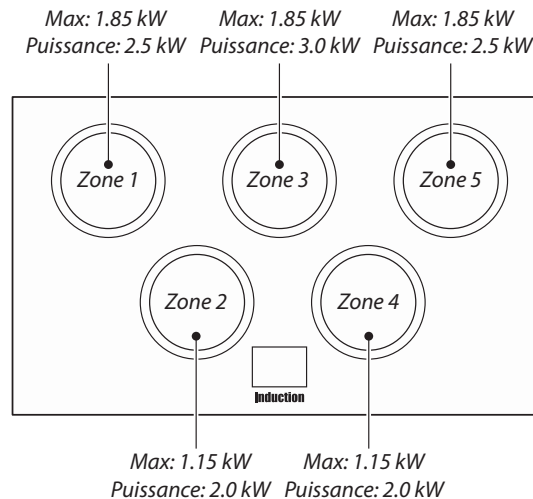 Max: 1.85 kW
Puissance: 2.5 kW
Max: 1.85 kW
Puissance: 3.0 kW
Max: 1.85 kW
Puissance: 2.5 kW
Zone 1
Zone 3
Zone 5
Zone 2
Zone 4
Induction
Max: 1.15 kW
Puissance: 2.0 kW
Max: 1.15 kW
Puissance: 2.0 kW